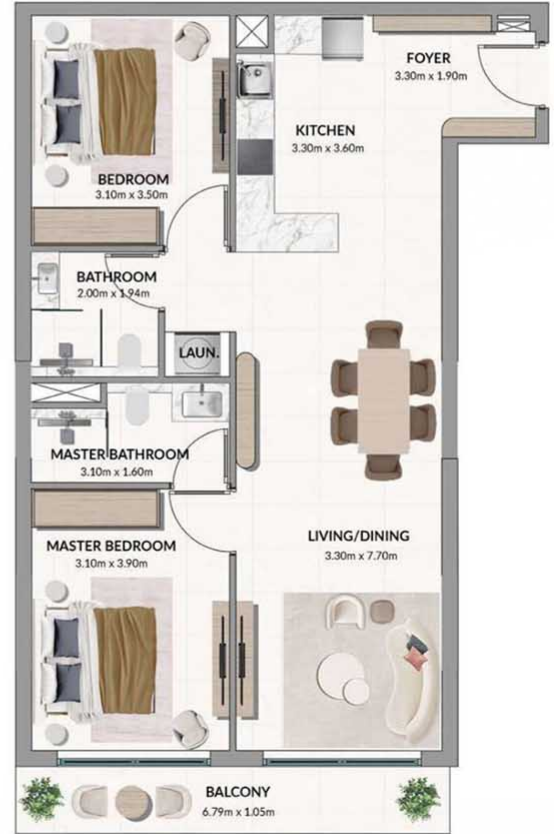 FOYER
3.30m x 1.90m
KITCHEN
3.30m x 3.60m
BEDROOM
3.10m x 3.50m
BATHROOM
2.00m x 1.94m
LAUN.
MASTER BATHROOM
3.10m x 1.60m
LIVING/DINING
3.30m x 7.70m
MASTER BEDROOM
3.10m x 3.90m
BALCONY
6.79m x 1.05m